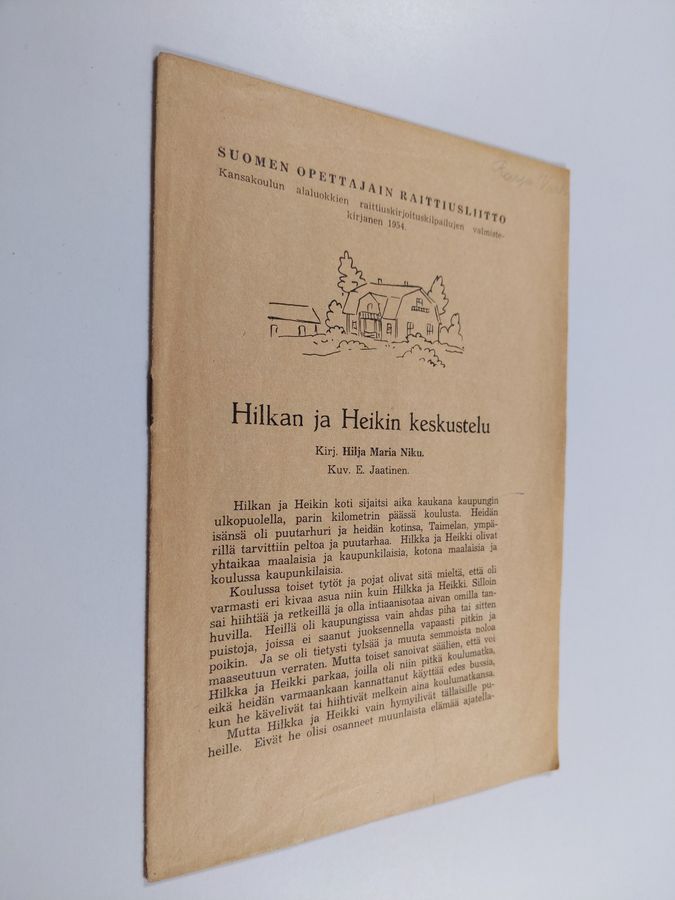 SUOMEN OPETTAJAIN RAITTIUSLIITTO
Kansakoulun alaluokkien raittiuskirjoituskilpailujen valmiste-
kirjanen 1954.
Hilkan ja Heikin keskustelu
Kirj. Hilja Maria Niku.
Kuv. E. Jaatinen.
Hilkan ja Heikin koti sijaitsi aika kaukana kaupungin
ulkopuolella, parin kilometrin päässä koulusta. Heidän
isänsä oli puutarhuri ja heidän kotinsa, Taimelan, ympä-
rillä tarvittiin peltoa ja puutarhaa. Hilkka ja Heikki olivat
yhtaikaa maalaisia ja kaupunkilaisia, kotona maalaisia ja
koulussa kaupunkilaisia.
Koulussa toiset tytöt ja pojat olivat sitä mieltä, että oli
varmasti eri kivaa asua niin kuin Hilkka ja Heikki. Silloin
sai hiihtää ja retkeillä ja olla intiaanisotaa aivan omilla tan-
huvilla. Heillä oli kaupungissa vain ahdas piha tai sitten
puistoja, joissa ei saanut juoksennella vapaasti pitkin ja
poikin. Ja se oli tietysti tylsää ja muuta semmoista noloa
maaseutuun verraten. Mutta toiset sanoivat säälien, että voi
Hilkka ja Heikki parkaa, joilla oli niin pitkä koulumatka,
eikä heidän varmaankaan kannattanut käyttää edes bussia,
kun he kävelivät tai hiihtivät melkein aina koulumatkansa.
Mutta Hilkka ja Heikki vain hymyilivät tällaisille pu-
heille. Eivät he olisi osanneet muunlaista elämää ajatella-